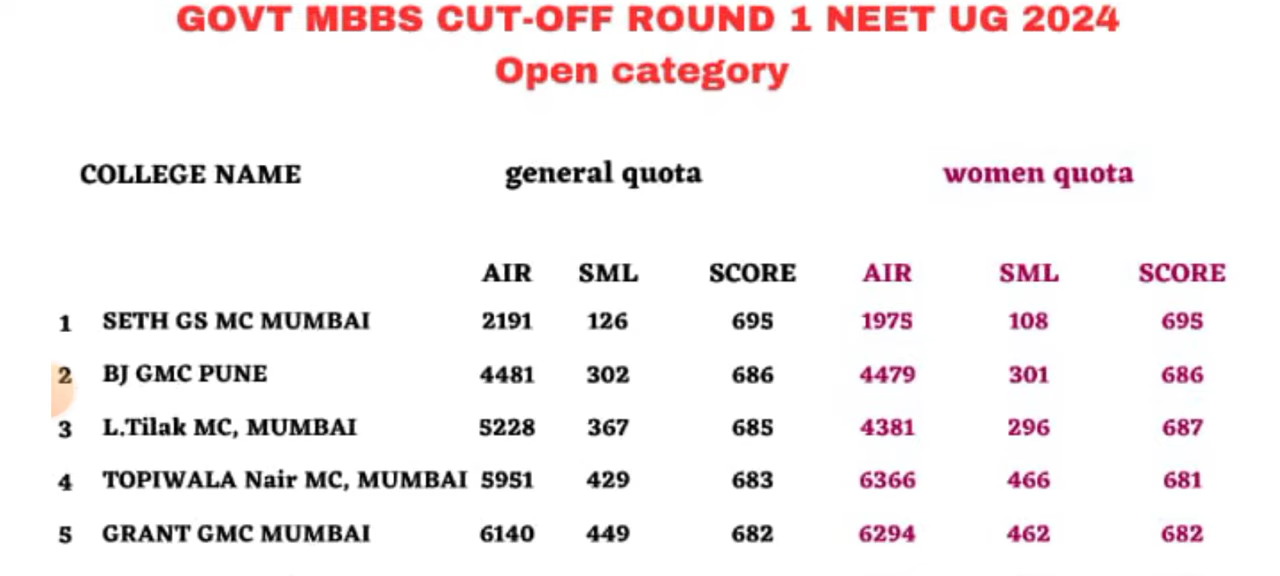 GOVT MBBS CUT-OFF ROUND 1 NEET UG 2024
Open category
COLLEGE NAME general quota women quota
AIR SML SCORE AIR SML SCORE
1 SETH GS MC MUMBAI 2191 126 695 1975 108 695
2 BJ GMC PUNE 4481 302 686 4479 301 686
3 L.Tilak MC, MUMBAI 5228 367 685 4381 296 687
4 TOPIWALA Nair MC, MUMBAI 5951 429 683 6366 466 681
5 GRANT GMC MUMBAI 6140 449 682 6294 462 682